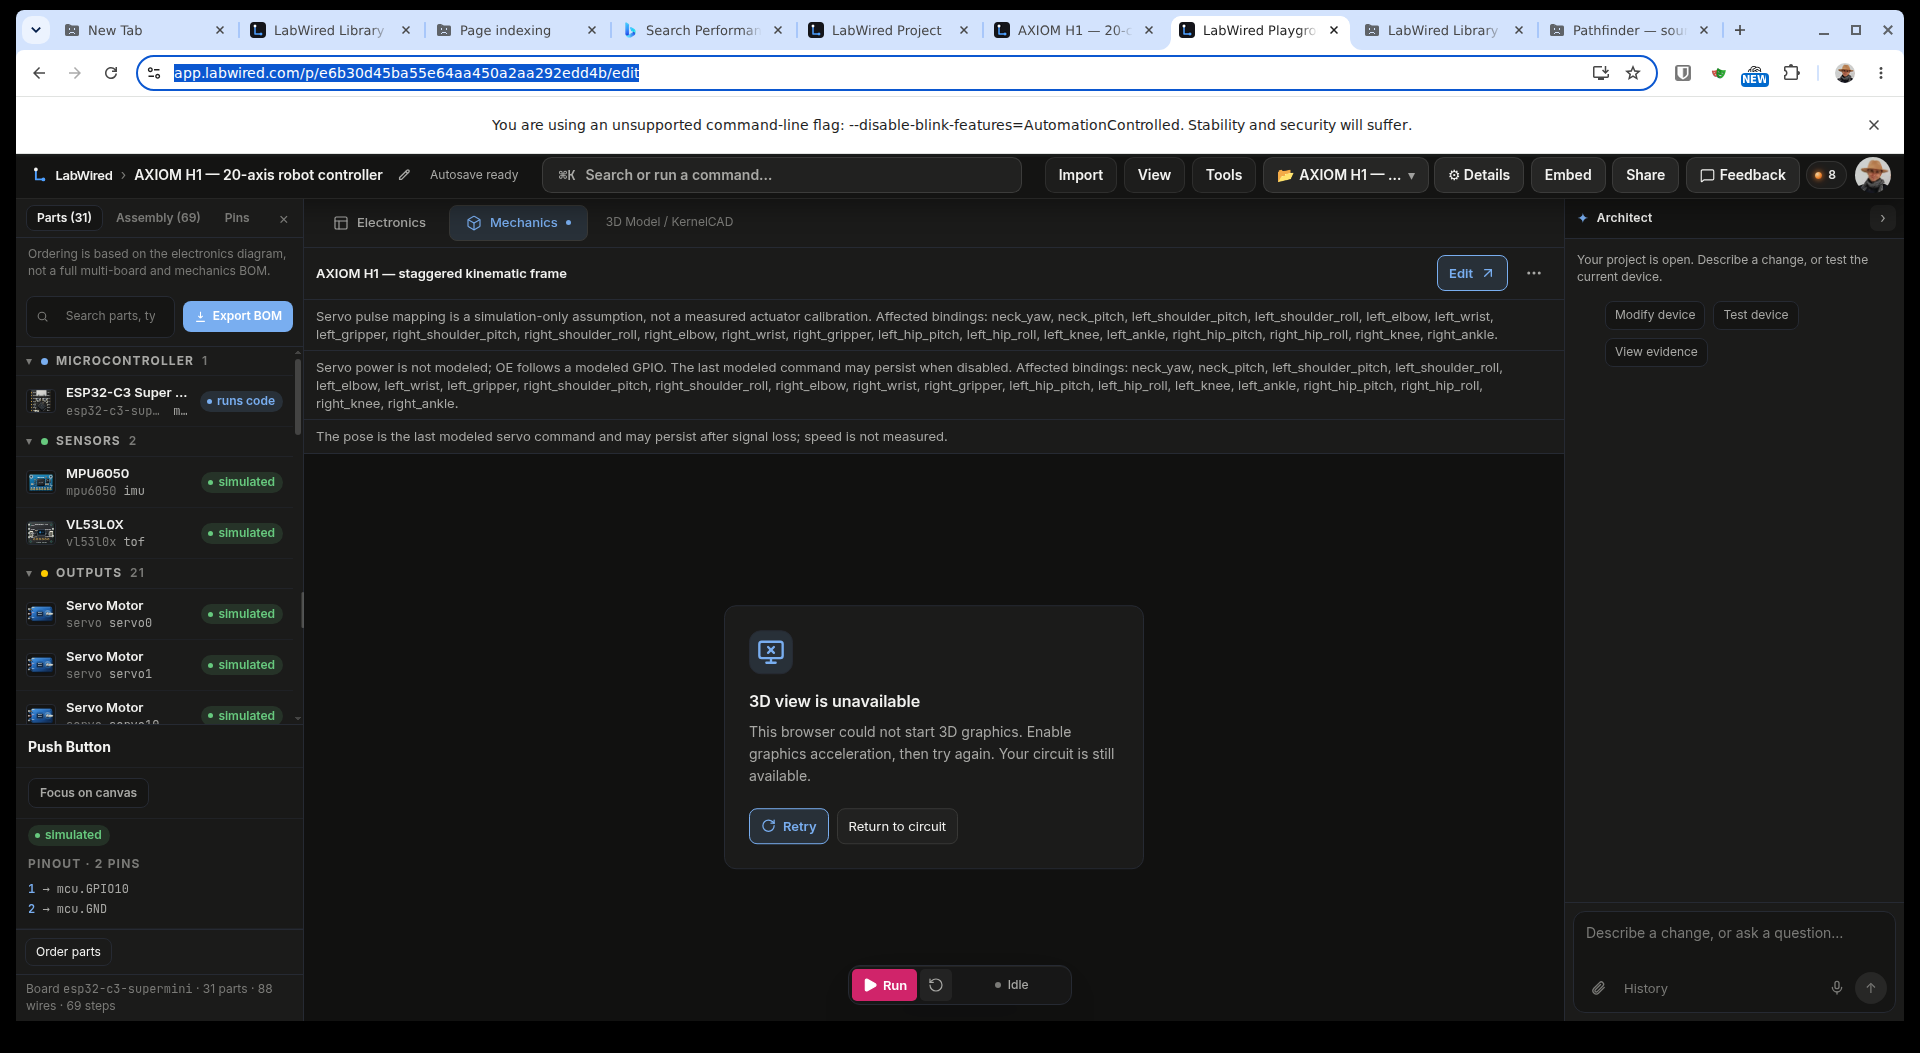 New Tab
LabWired Library
Page indexing
Search Performan
LabWired Project
AXIOM H1 — 20-
LabWired Playgro
LabWired Library
Pathfinder — sou
app.labwired.com/p/e6b30d45ba55e64aa450a2aa292edd4b/edit
NEW
You are using an unsupported command-line flag: --disable-blink-features=AutomationControlled. Stability and security will suffer.
LabWired › AXIOM H1 — 20-axis robot controller
Autosave ready
⌘K Search or run a command...
Import
View
Tools
AXIOM H1 — ... ▾
Details
Embed
Share
Feedback
8
Parts (31)
Assembly (69)
Pins
Ordering is based on the electronics diagram,
not a full multi-board and mechanics BOM.
Search parts, ty
Export BOM
MICROCONTROLLER 1
ESP32-C3 Super ...
esp32-c3-sup… m…
runs code
SENSORS 2
MPU6050
mpu6050 imu
simulated
VL53L0X
vl53l0x tof
simulated
OUTPUTS 21
Servo Motor
servo servo0
simulated
Servo Motor
servo servo1
simulated
Servo Motor
servo servo10
simulated
Push Button
Focus on canvas
simulated
PINOUT · 2 PINS
1 → mcu.GPIO10
2 → mcu.GND
Order parts
Board esp32-c3-supermini · 31 parts · 88
wires · 69 steps
Electronics
Mechanics
3D Model / KernelCAD
AXIOM H1 — staggered kinematic frame
Edit
Servo pulse mapping is a simulation-only assumption, not a measured actuator calibration. Affected bindings: neck_yaw, neck_pitch, left_shoulder_pitch, left_shoulder_roll, left_elbow, left_wrist,
left_gripper, right_shoulder_pitch, right_shoulder_roll, right_elbow, right_wrist, right_gripper, left_hip_pitch, left_hip_roll, left_knee, left_ankle, right_hip_pitch, right_hip_roll, right_knee, right_ankle.
Servo power is not modeled; OE follows a modeled GPIO. The last modeled command may persist when disabled. Affected bindings: neck_yaw, neck_pitch, left_shoulder_pitch, left_shoulder_roll,
left_elbow, left_wrist, left_gripper, right_shoulder_pitch, right_shoulder_roll, right_elbow, right_wrist, right_gripper, left_hip_pitch, left_hip_roll, left_knee, left_ankle, right_hip_pitch, right_hip_roll,
right_knee, right_ankle.
The pose is the last modeled servo command and may persist after signal loss; speed is not measured.
3D view is unavailable
This browser could not start 3D graphics. Enable
graphics acceleration, then try again. Your circuit is still
available.
Retry
Return to circuit
Run
Idle
Architect
Your project is open. Describe a change, or test the
current device.
Modify device
Test device
View evidence
Describe a change, or ask a question...
History